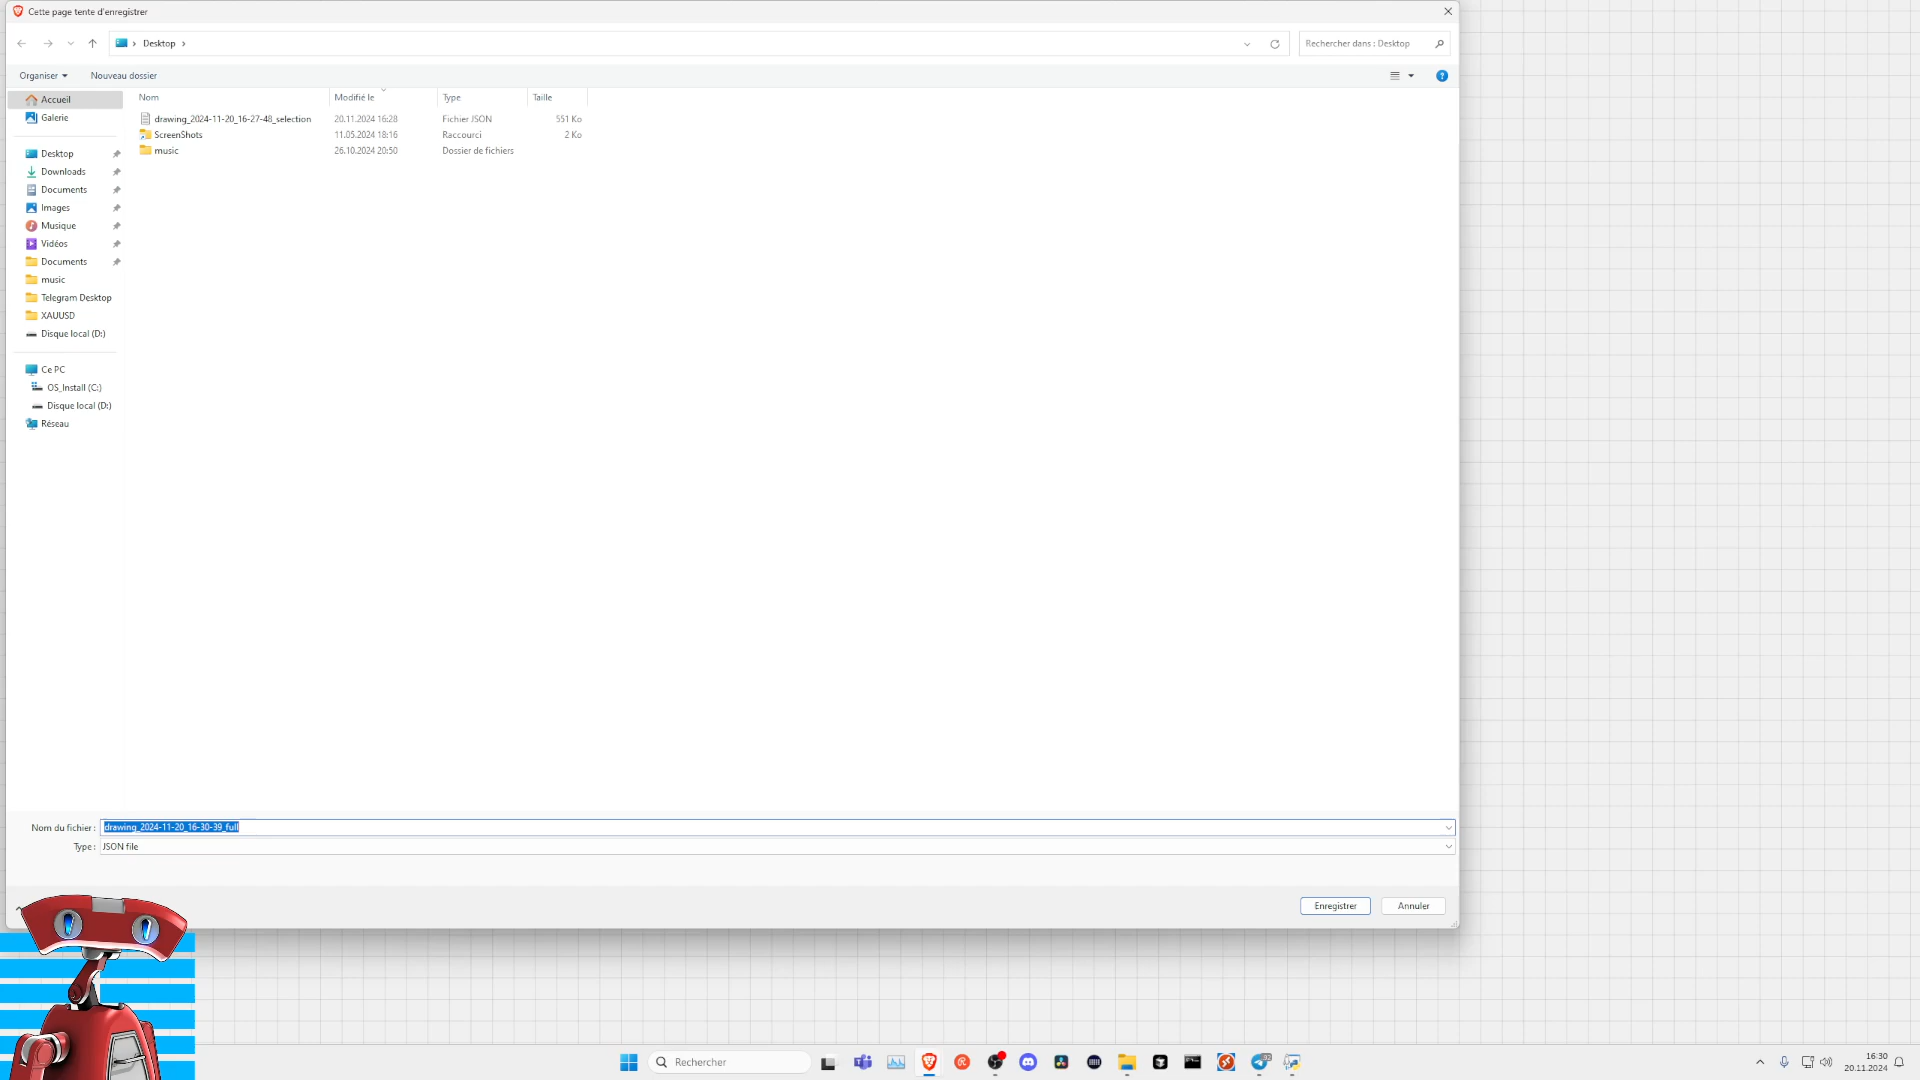 Cette page tente d'enregistrer
Desktop
Rechercher dans : Desktop
Organiser
Nouveau dossier
Accueil
Galerie
Desktop
Downloads
Documents
Images
Musique
Vidéos
Documents
music
Telegram Desktop
XAUUSD
Disque local (D:)
Ce PC
OS_Install (C:)
Disque local (D:)
Réseau
Nom Modifié le Type Taille
drawing_2024-11-20_16-27-48_selection 20.11.2024 16:28 Fichier JSON 551 Ko
ScreenShots 11.05.2024 18:16 Raccourci 2 Ko
music 26.10.2024 20:50 Dossier de fichiers
Nom du fichier : drawing_2024-11-20_16-30-39_full
Type : JSON file
Enregistrer Annuler
Rechercher
16:30
20.11.2024